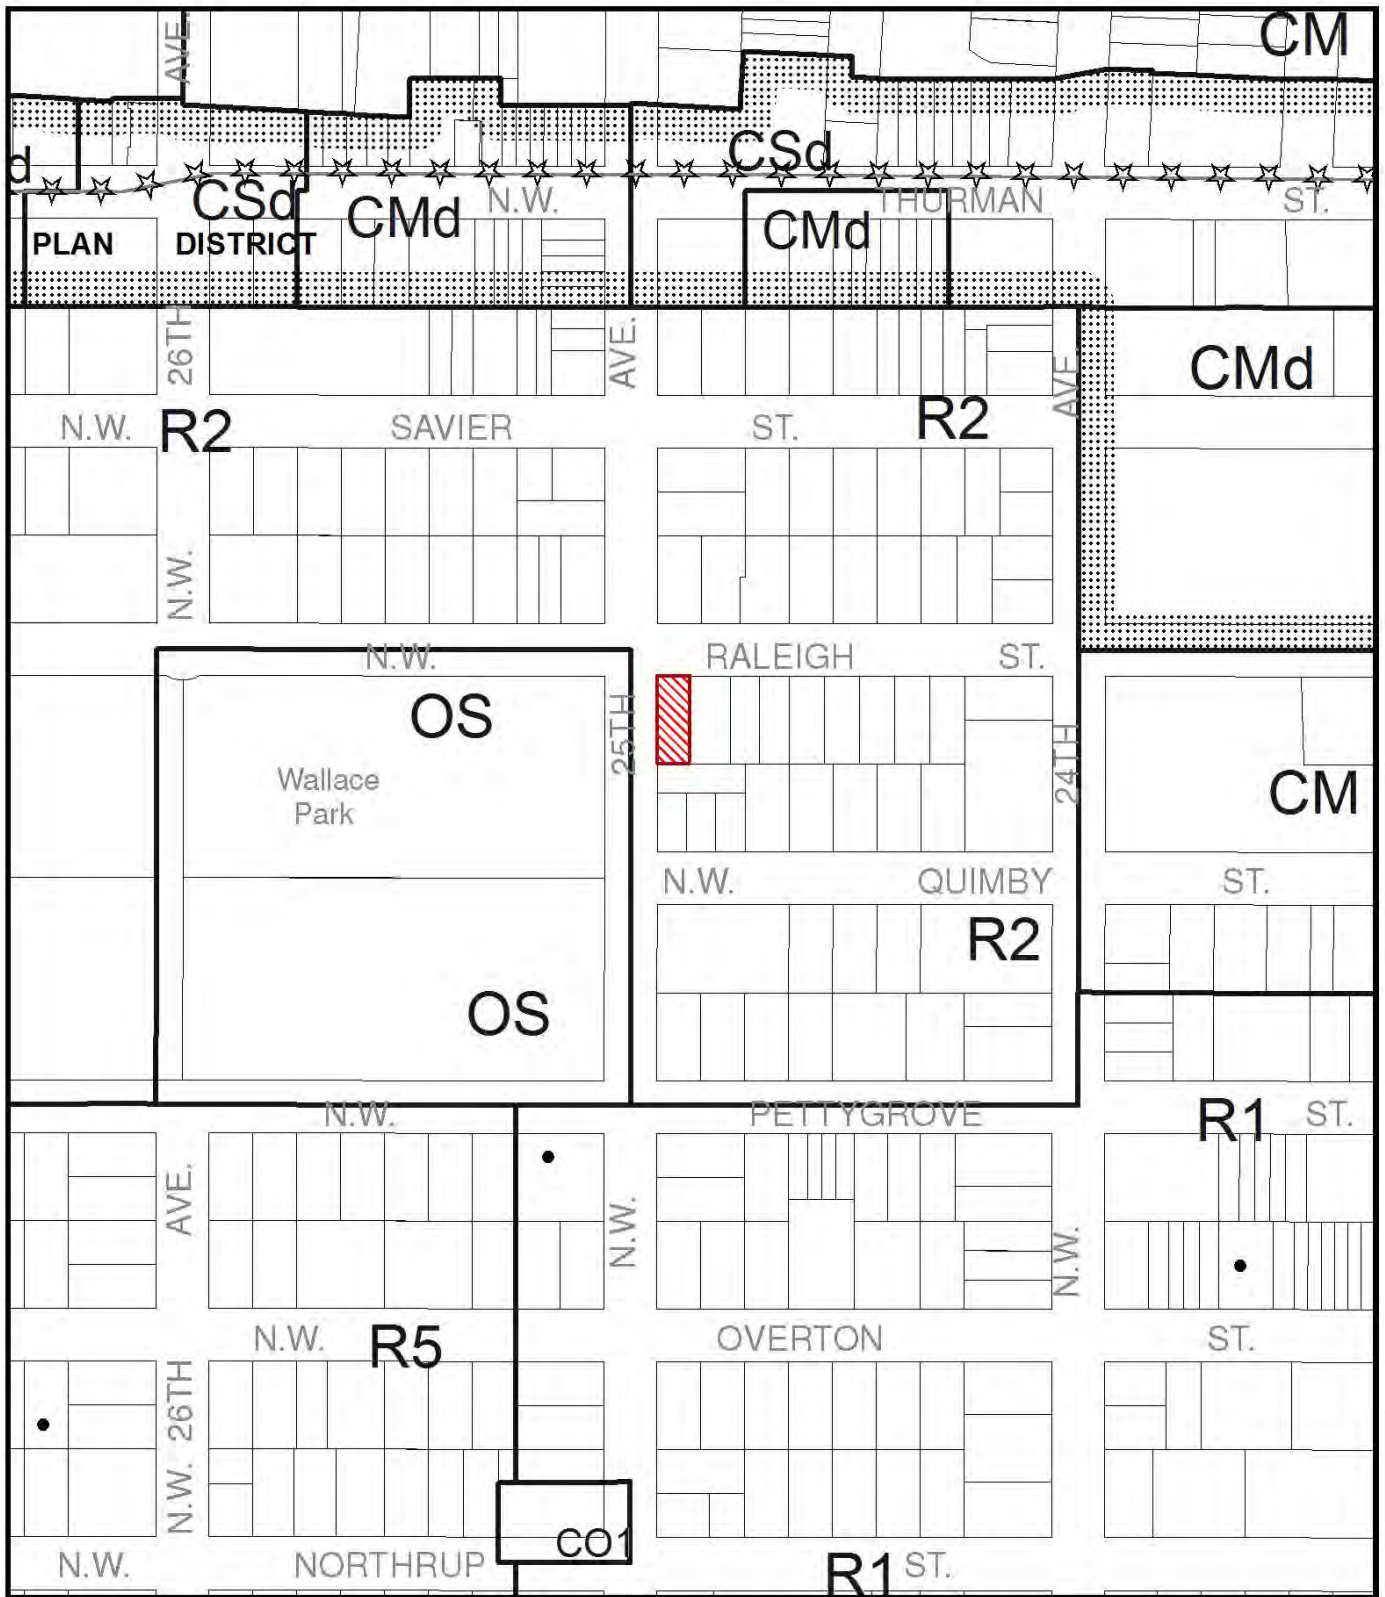 AVE.
CM
d
CSd
CSd
CMd
N.W.
CMd
THURMAN
ST.
PLAN DISTRICT
26TH
AVE.
AVE.
CMd
N.W.
R2
SAVIER
ST.
R2
N.W.
N.W.
RALEIGH
ST.
OS
25TH
24TH
Wallace
Park
CM
N.W.
QUIMBY
ST.
R2
OS
N.W.
PETTYGROVE
R1
ST.
AVE.
N.W.
N.W.
N.W.
R5
OVERTON
ST.
N.W. 26TH
CO1
N.W.
NORTHRUP
R1
ST.